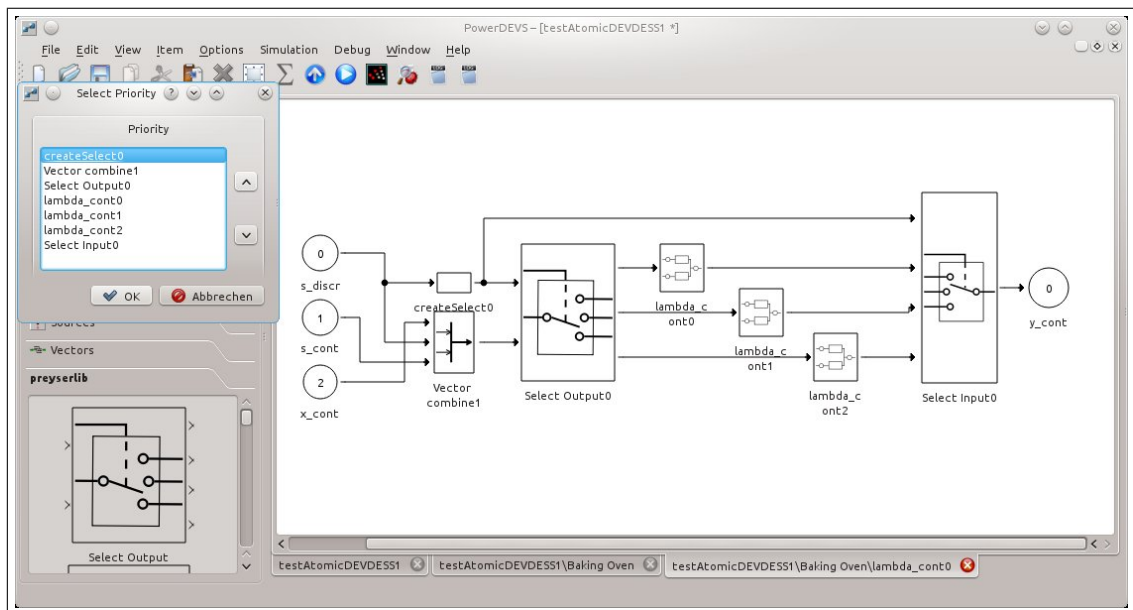 PowerDEVS – [testAtomicDEVDESS1 *]
File Edit View Item Options Simulation Debug Window Help
Select Priority
Priority
createSelect0
Vector combine1
Select Output0
lambda_cont0
lambda_cont1
lambda_cont2
Select Input0
OK Abbrechen
Sources
Vectors
preyserlib
Select Output
0
s_discr
1
s_cont
2
x_cont
createSelect0
Vector
combine1
Select Output0
lambda_c
ont0
lambda_c
ont1
lambda_c
ont2
Select Input0
0
y_cont
testAtomicDEVDESS1 testAtomicDEVDESS1\Baking Oven testAtomicDEVDESS1\Baking Oven\lambda_cont0